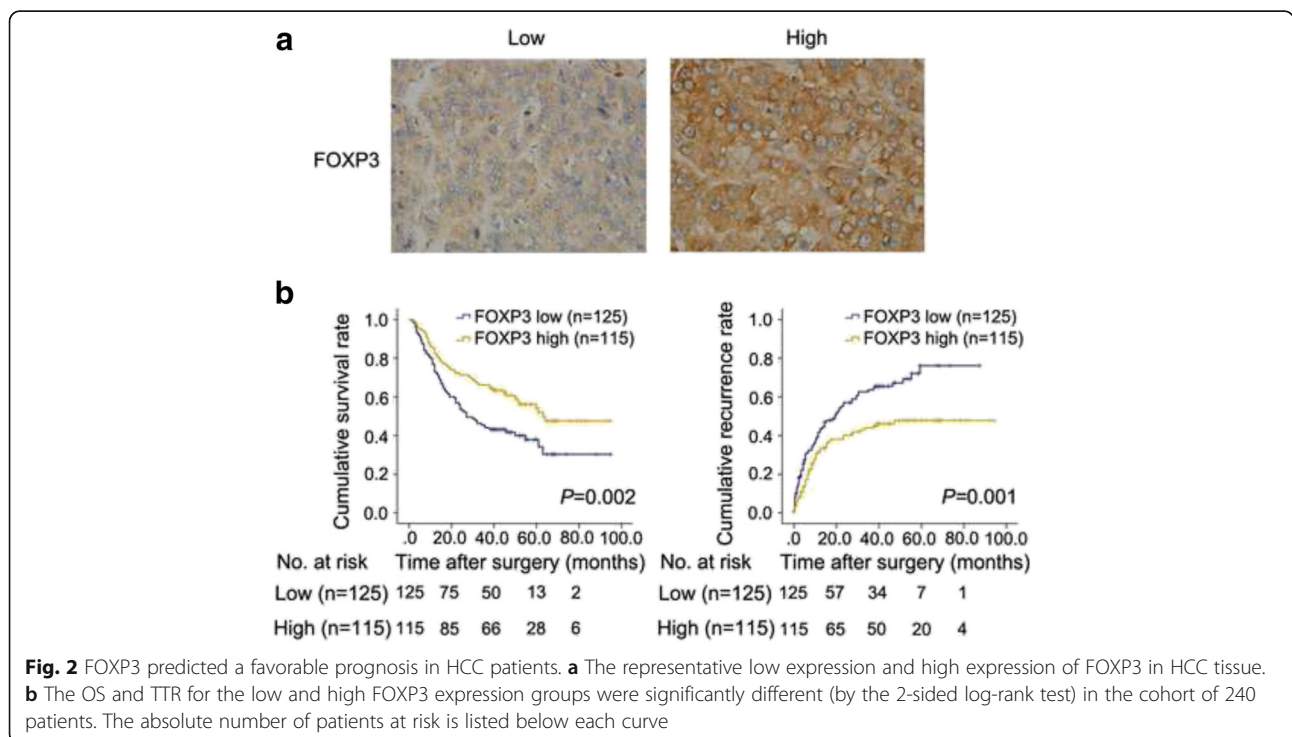 a
Low High
FOXP3
b
FOXP3 low (n=125)
FOXP3 high (n=115)
Cumulative survival rate
1.0
0.8
0.6
0.4
0.2
0.0
P=0.002
.0 20.0 40.0 60.0 80.0 100.0
No. at risk Time after surgery (months)
Low (n=125) 125 75 50 13 2
High (n=115) 115 85 66 28 6
FOXP3 low (n=125)
FOXP3 high (n=115)
Cumulative recurrence rate
1.0
0.8
0.6
0.4
0.2
0.0
P=0.001
.0 20.0 40.0 60.0 80.0 100.0
No. at risk Time after surgery (months)
Low (n=125) 125 57 34 7 1
High (n=115) 115 65 50 20 4
Fig. 2 FOXP3 predicted a favorable prognosis in HCC patients. a The representative low expression and high expression of FOXP3 in HCC tissue.
b The OS and TTR for the low and high FOXP3 expression groups were significantly different (by the 2-sided log-rank test) in the cohort of 240
patients. The absolute number of patients at risk is listed below each curve